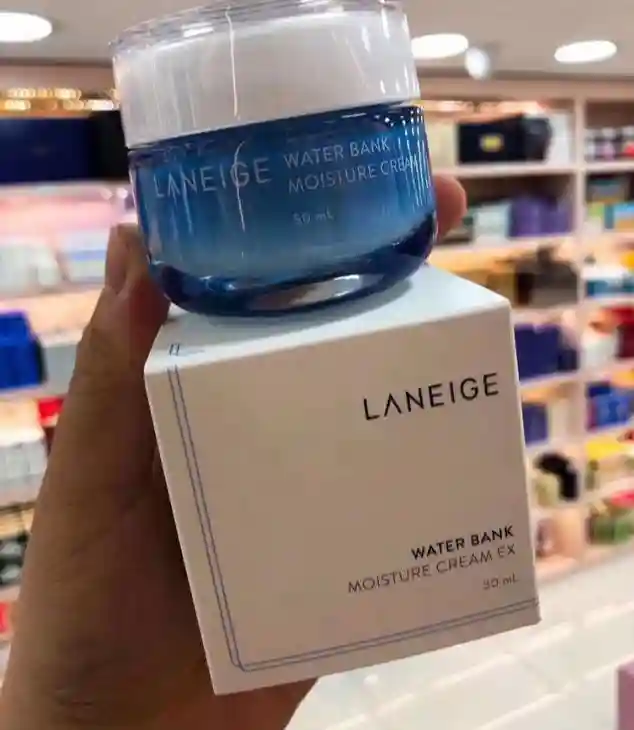 LANEIGE
WATER BANK
MOISTURE CREAM
50 mL
LANEIGE
WATER BANK
MOISTURE CREAM EX
50 mL